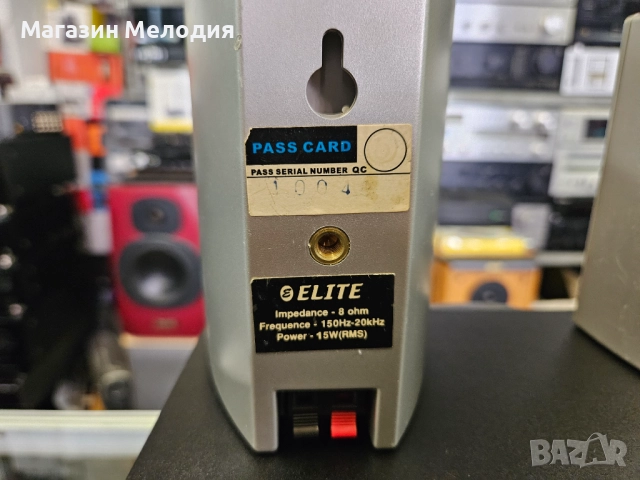 Магазин Мелодия
PASS CARD
PASS SERIAL NUMBER QC
1001
ELITE
Impedance - 8 ohm
Frequence - 150Hz-20kHz
Power - 15W(RMS)
BAZAR